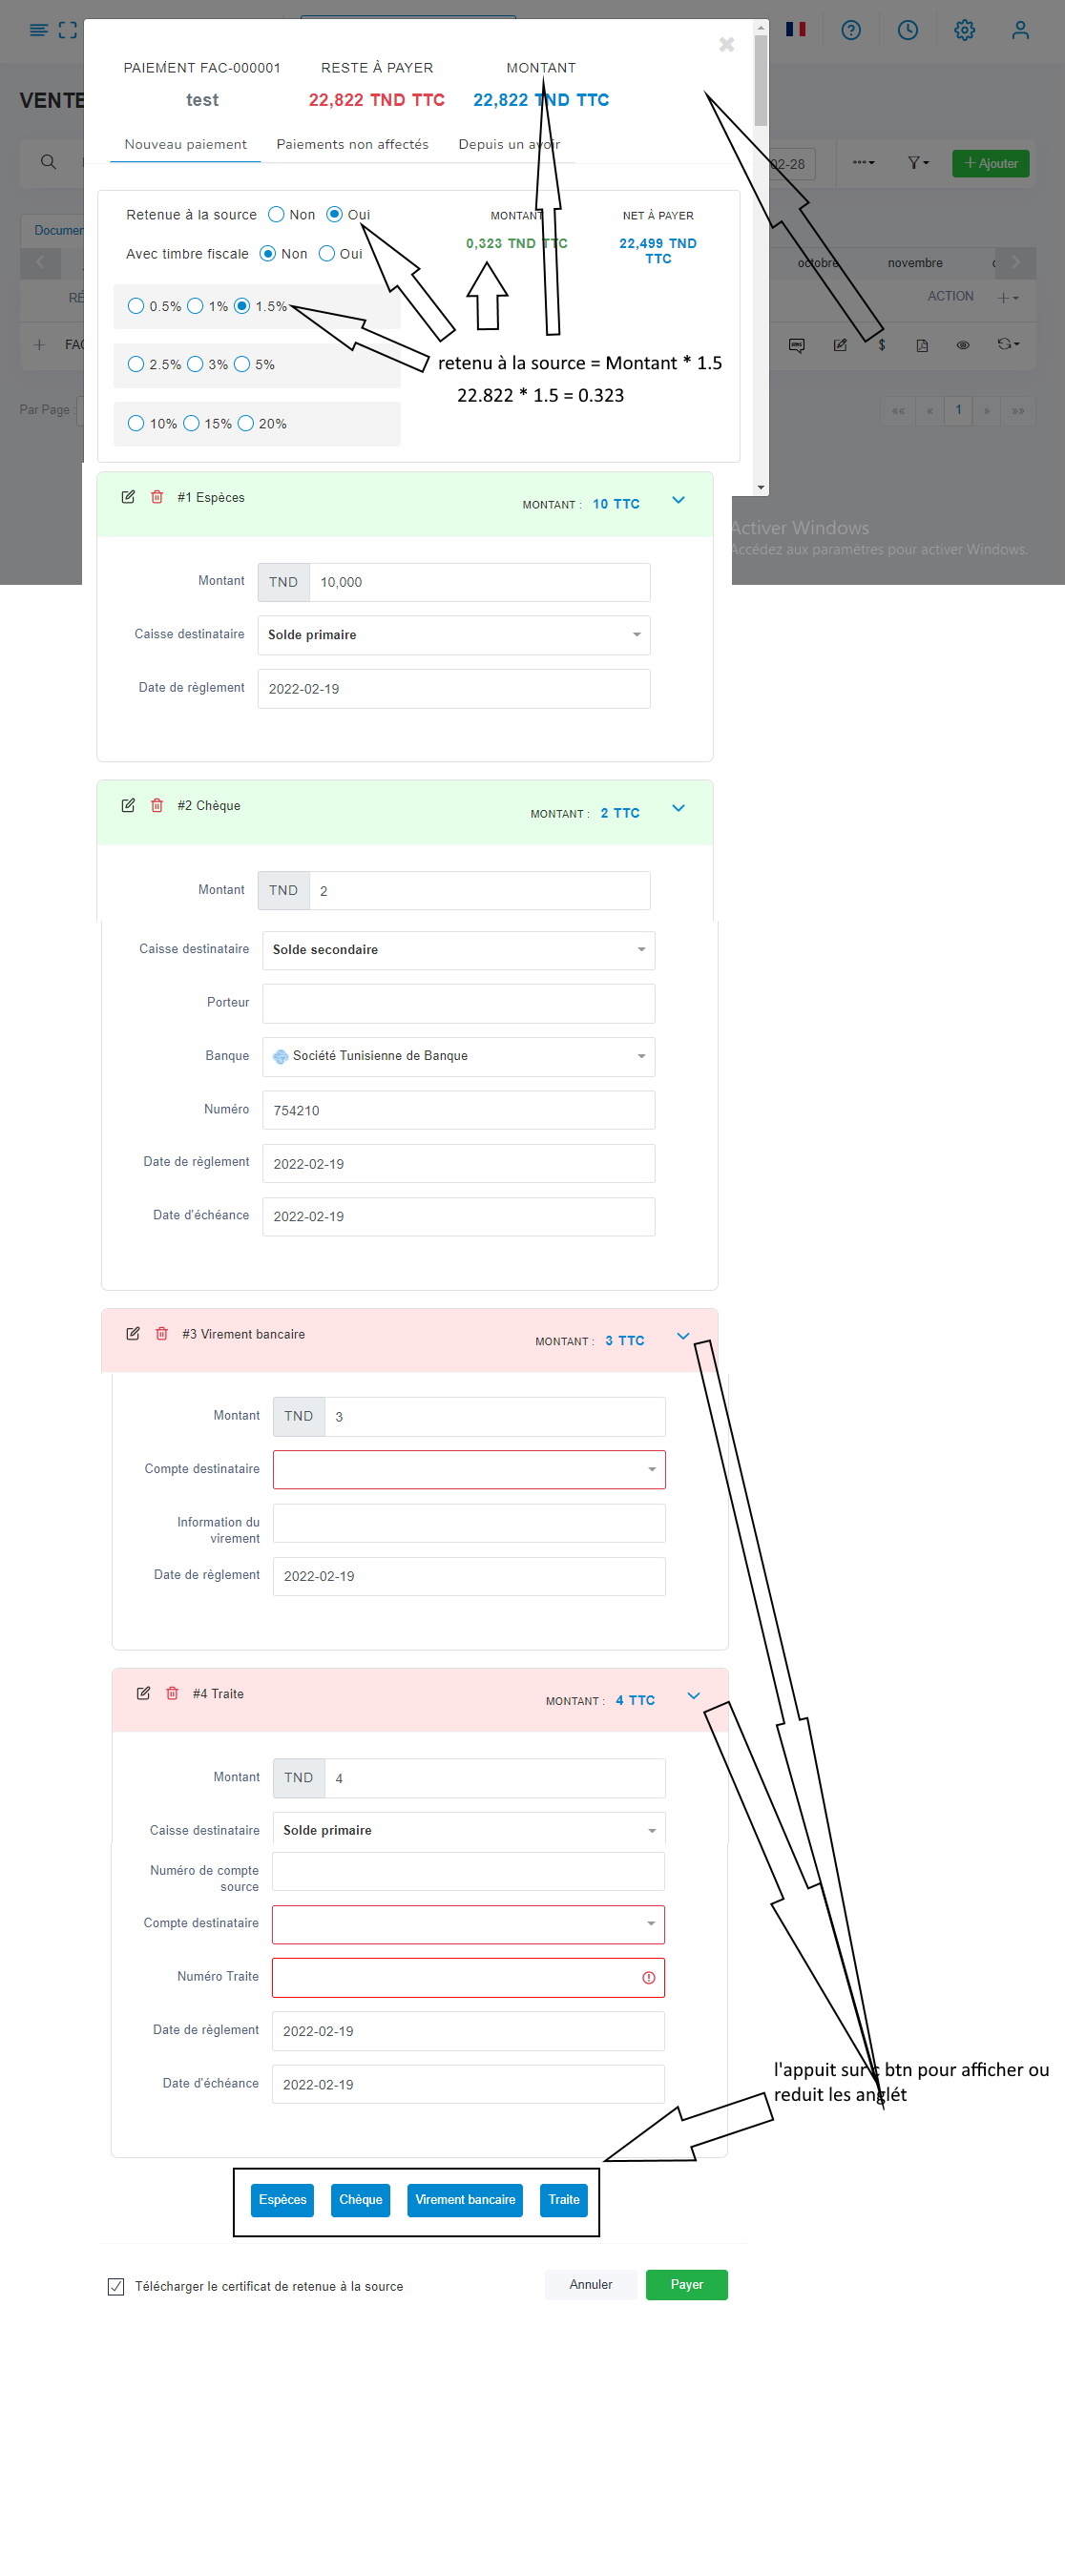 VENTE
PAIEMENT FAC-000001
test
RESTE À PAYER
22,822 TND TTC
MONTANT
22,822 TND TTC
Nouveau paiement
Paiements non affectés
Depuis un avoir
02-28
Ajouter
Retenue à la source
Non
Oui
MONTANT
0,323 TND TTC
NET À PAYER
22,499 TND
TTC
Avec timbre fiscale
Non
Oui
Documen
octobre
novembre
ACTION
RÉ
FAC
0.5%
1%
1.5%
2.5%
3%
5%
10%
15%
20%
retenu à la source = Montant * 1.5
22.822 * 1.5 = 0.323
Par Page :
««
«
1
»
»»
Activer Windows
Accédez aux paramètres pour activer Windows.
#1 Espèces
MONTANT : 10 TTC
Montant
TND
10,000
Caisse destinataire
Solde primaire
Date de règlement
2022-02-19
#2 Chèque
MONTANT : 2 TTC
Montant
TND
2
Caisse destinataire
Solde secondaire
Porteur
Banque
Société Tunisienne de Banque
Numéro
754210
Date de règlement
2022-02-19
Date d'échéance
2022-02-19
#3 Virement bancaire
MONTANT : 3 TTC
Montant
TND
3
Compte destinataire
Information du
virement
Date de règlement
2022-02-19
#4 Traite
MONTANT : 4 TTC
Montant
TND
4
Caisse destinataire
Solde primaire
Numéro de compte
source
Compte destinataire
Numéro Traite
Date de règlement
2022-02-19
Date d'échéance
2022-02-19
l'appuit sur c btn pour afficher ou
reduit les anglét
Espèces
Chèque
Virement bancaire
Traite
Télécharger le certificat de retenue à la source
Annuler
Payer